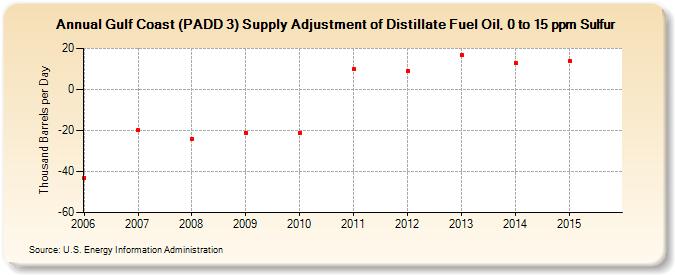 Annual Gulf Coast (PADD 3) Supply Adjustment of Distillate Fuel Oil, 0 to 15 ppm Sulfur
Thousand Barrels per Day
20
0
-20
-40
-60
2006 2007 2008 2009 2010 2011 2012 2013 2014 2015
Source: U.S. Energy Information Administration